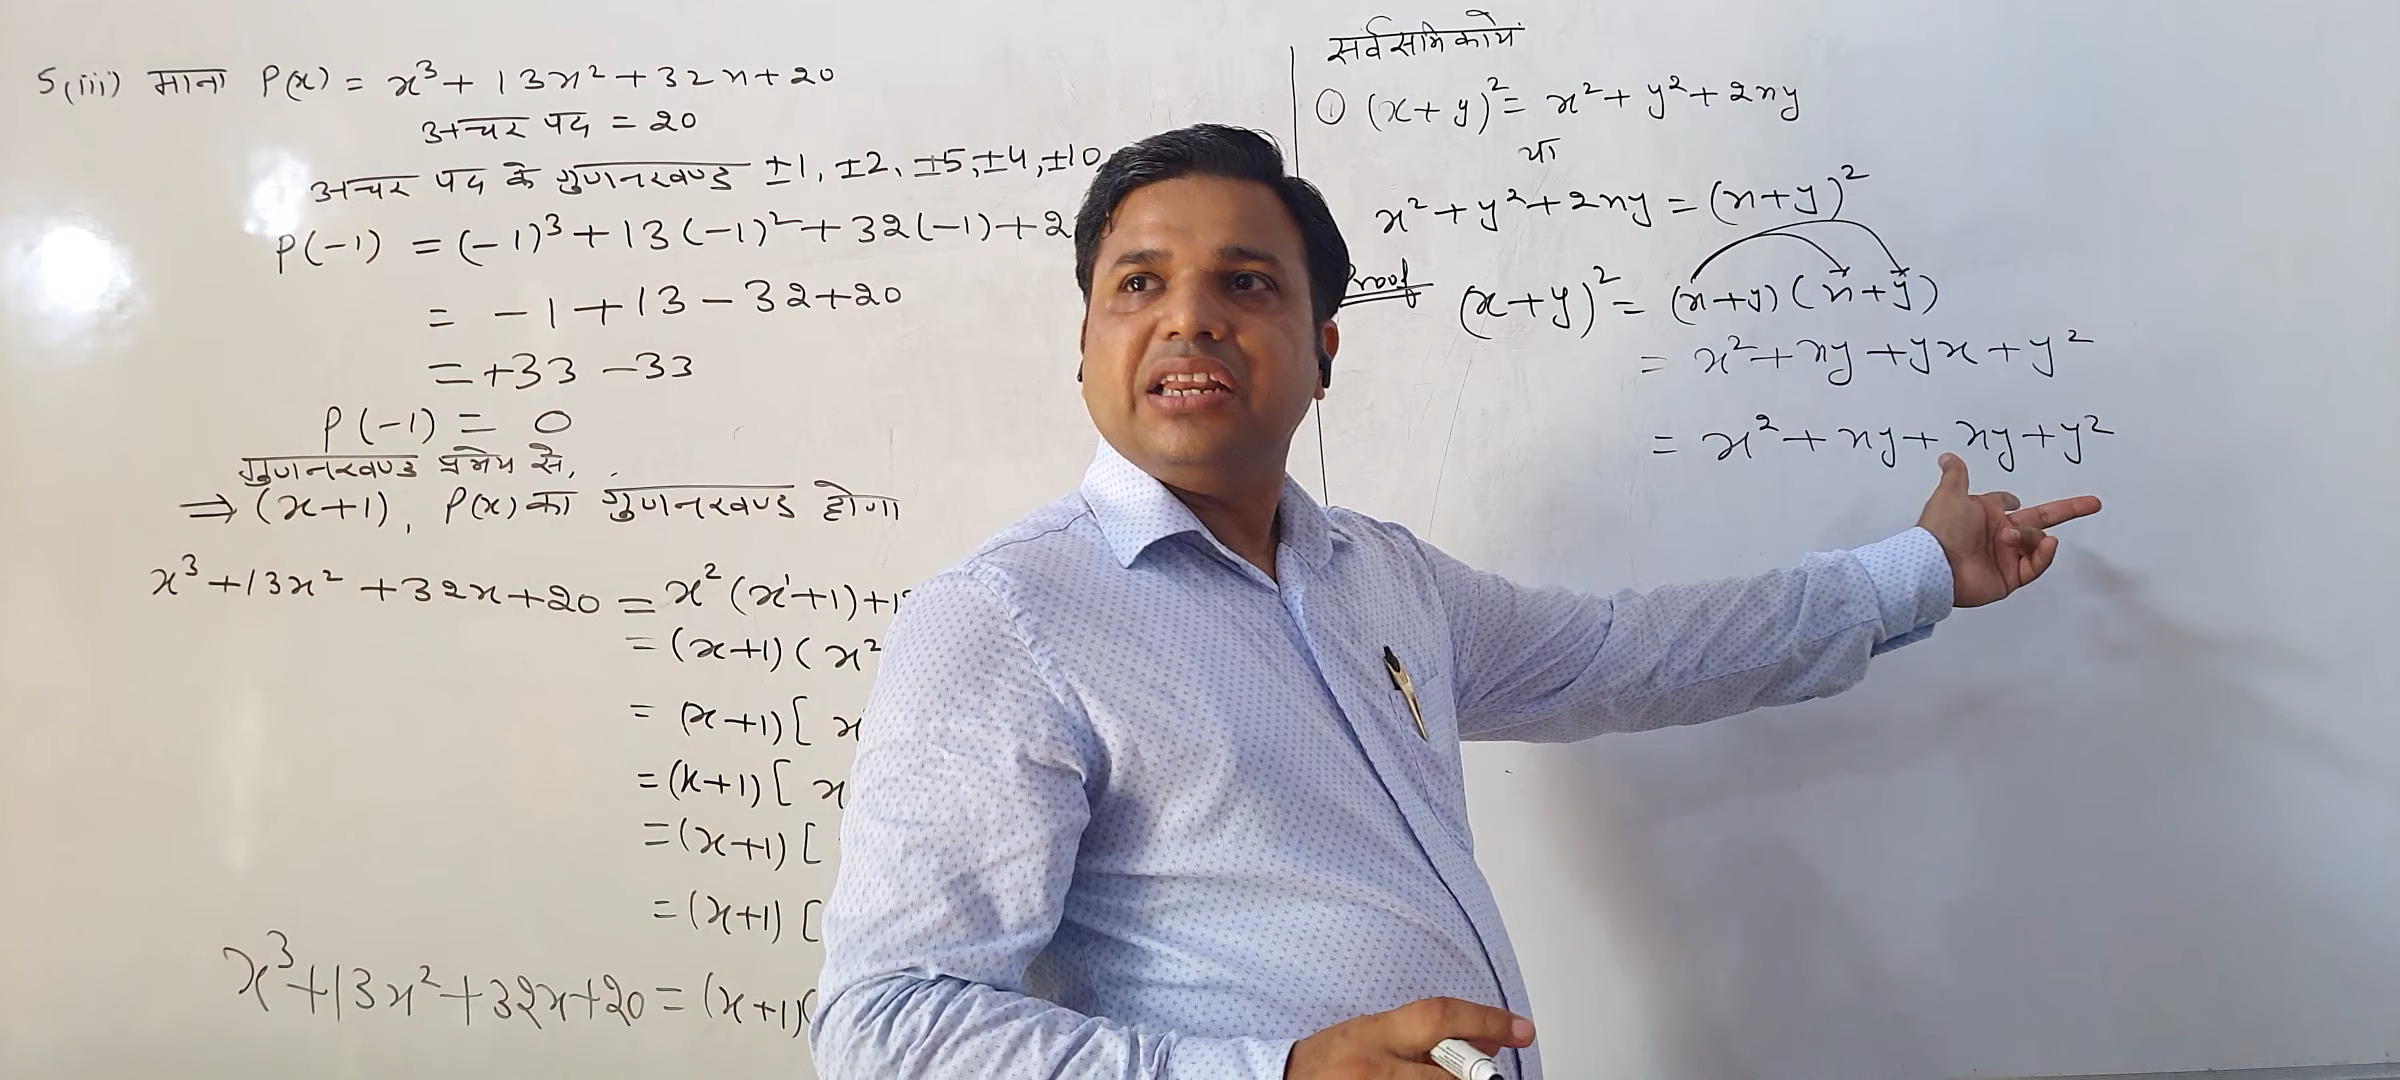 5(iii) माना P(x) = x³ + 13x² + 32x + 20
अचर पद = 20
अचर पद के गुणनखण्ड ±1, ±2, ±5, ±4, ±10,
P(-1) = (-1)³ + 13(-1)² + 32(-1) + 2
= -1 + 13 - 32 + 20
= +33 - 33
P(-1) = 0
गुणनखण्ड प्रमेय से,
⇒ (x+1), P(x) का गुणनखण्ड होगा
x³ + 13x² + 32x + 20 = x²(x+1) + 1
= (x+1)(x²
= (x+1)[ x
= (x+1)[ x
= (x+1)[
= (x+1)[
x³ + 13x² + 32x + 20 = (x+1)(
सर्वसमिकायें
① (x+y)² = x² + y² + 2xy
या
x² + y² + 2xy = (x+y)²
Proof (x+y)² = (x+y)(x+y)
= x² + xy + yx + y²
= x² + xy + xy + y²